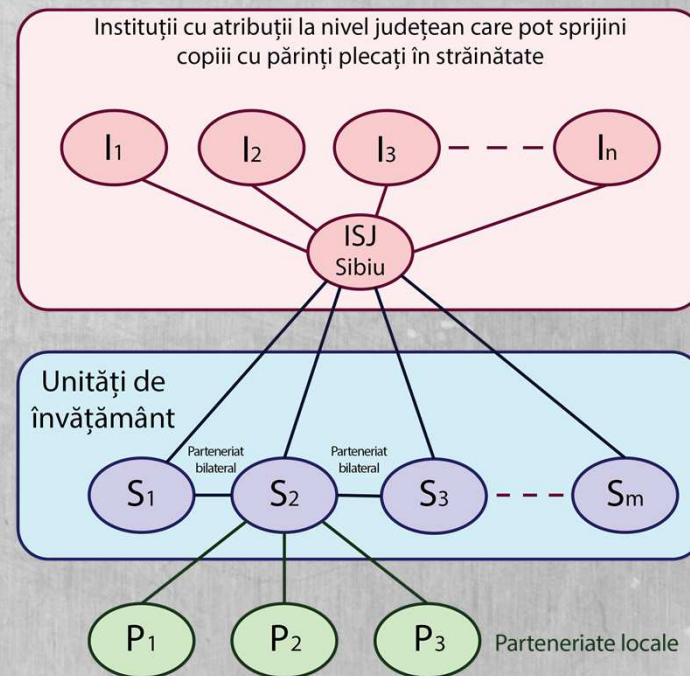 Instituții cu atribuții la nivel județean care pot sprijini
copiii cu părinți plecați în străinătate
I1
I2
I3
In
ISJ
Sibiu
Unități de
învățământ
Parteneriat
bilateral
Parteneriat
bilateral
S1
S2
S3
Sm
P1
P2
P3
Parteneriate locale